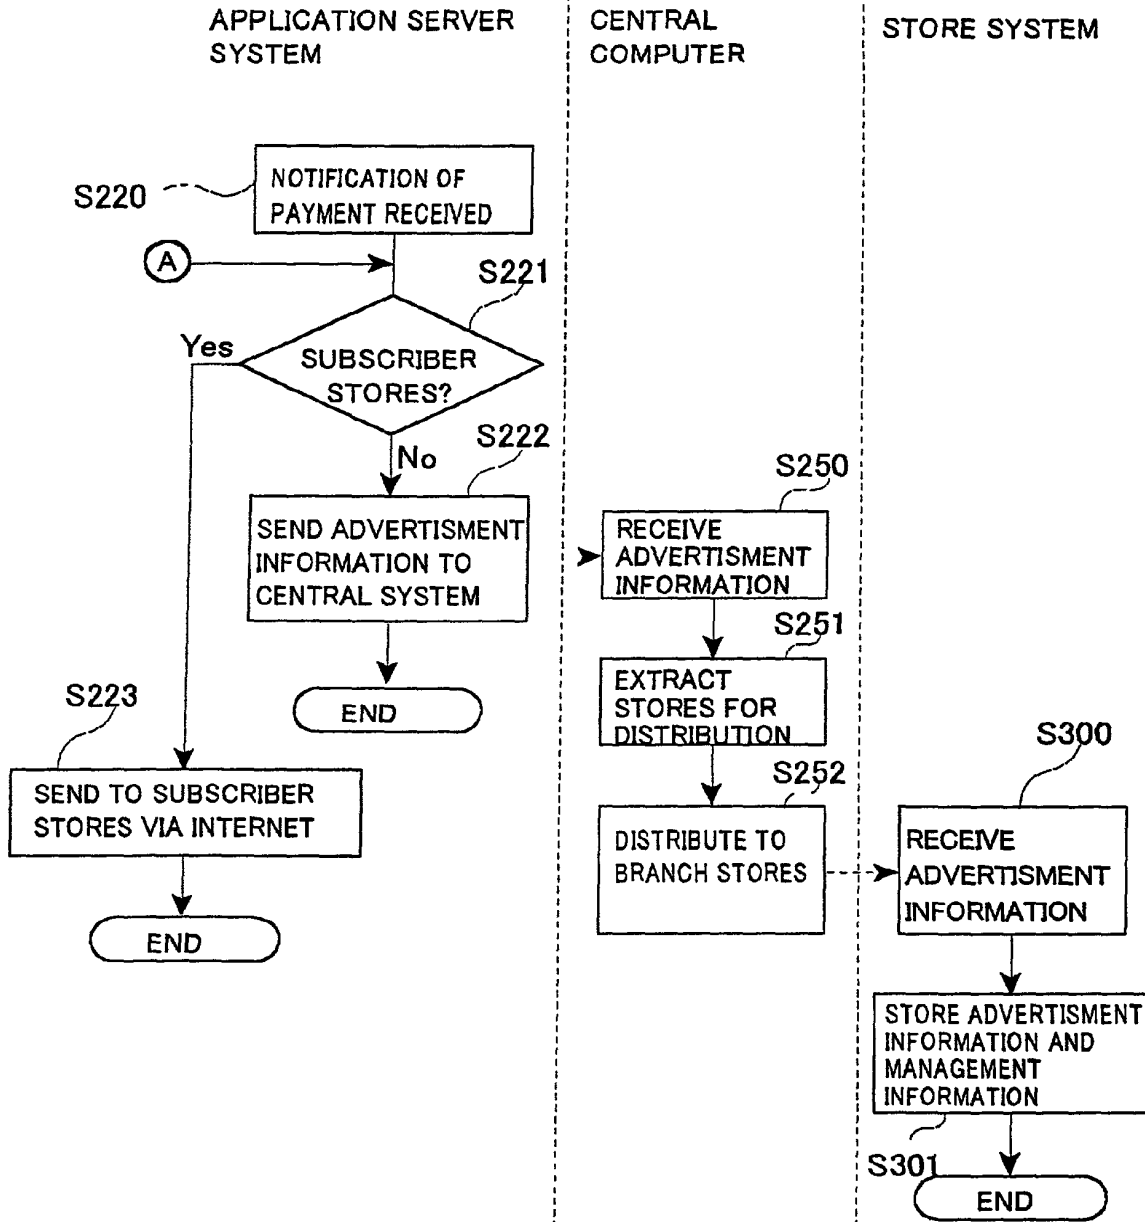 APPLICATION SERVER
SYSTEM
CENTRAL
COMPUTER
STORE SYSTEM
S220
NOTIFICATION OF
PAYMENT RECEIVED
A
S221
Yes
SUBSCRIBER
STORES?
No
S222
SEND ADVERTISMENT
INFORMATION TO
CENTRAL SYSTEM
END
S223
SEND TO SUBSCRIBER
STORES VIA INTERNET
END
S250
RECEIVE
ADVERTISMENT
INFORMATION
S251
EXTRACT
STORES FOR
DISTRIBUTION
S252
DISTRIBUTE TO
BRANCH STORES
S300
RECEIVE
ADVERTISMENT
INFORMATION
STORE ADVERTISMENT
INFORMATION AND
MANAGEMENT
INFORMATION
S301
END